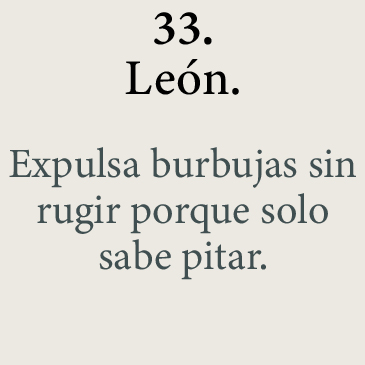 33.
León.
Expulsa burbujas sin
rugir porque solo
sabe pitar.